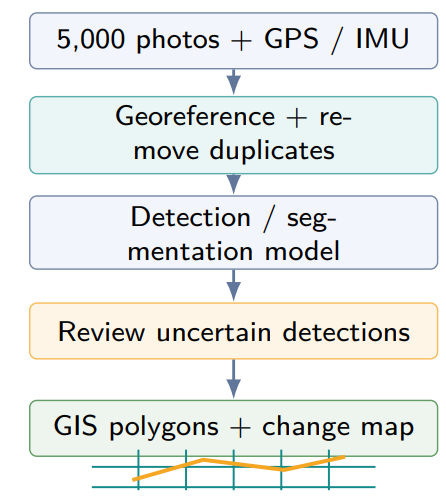 5,000 photos + GPS / IMU
Georeference + re-
move duplicates
Detection / seg-
mentation model
Review uncertain detections
GIS polygons + change map